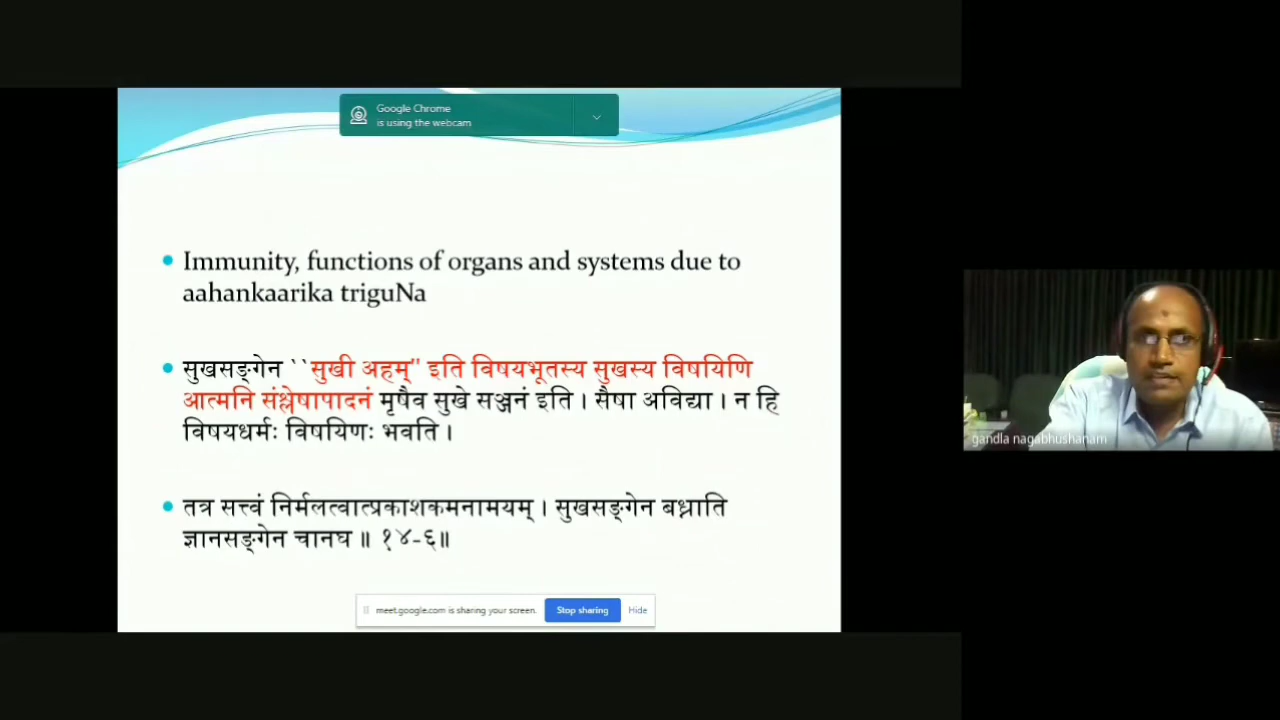 Google Chrome
is using the webcam
Immunity, functions of organs and systems due to
aahankaarika triguNa
सुखसङ्गेन ``सुखी अहम्" इति विषयभूतस्य सुखस्य विषयिणि
आत्मनि संश्लेषापादनं मृषैव सुखे सञ्जनं इति । सैषा अविद्या । न हि
विषयधर्मः विषयिणः भवति ।
तत्र सत्त्वं निर्मलत्वात्प्रकाशकमनामयम् । सुखसङ्गेन बध्नाति
ज्ञानसङ्गेन चानघ ॥ १४-६॥
meet.google.com is sharing your screen. Stop sharing Hide
gandla nagabhushanam